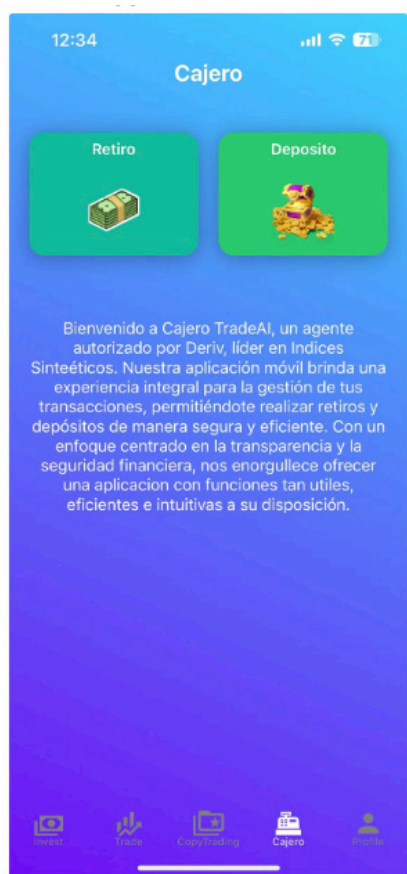 12:34
71
Cajero
Retiro
Deposito
Bienvenido a Cajero TradeAI, un agente
autorizado por Deriv, líder en Indices
Sinteéticos. Nuestra aplicación móvil brinda una
experiencia integral para la gestión de tus
transacciones, permitiéndote realizar retiros y
depósitos de manera segura y eficiente. Con un
enfoque centrado en la transparencia y la
seguridad financiera, nos enorgullece ofrecer
una aplicacion con funciones tan utiles,
eficientes e intuitivas a su disposición.
Invest
Trade
CopyTrading
Cajero
Profile